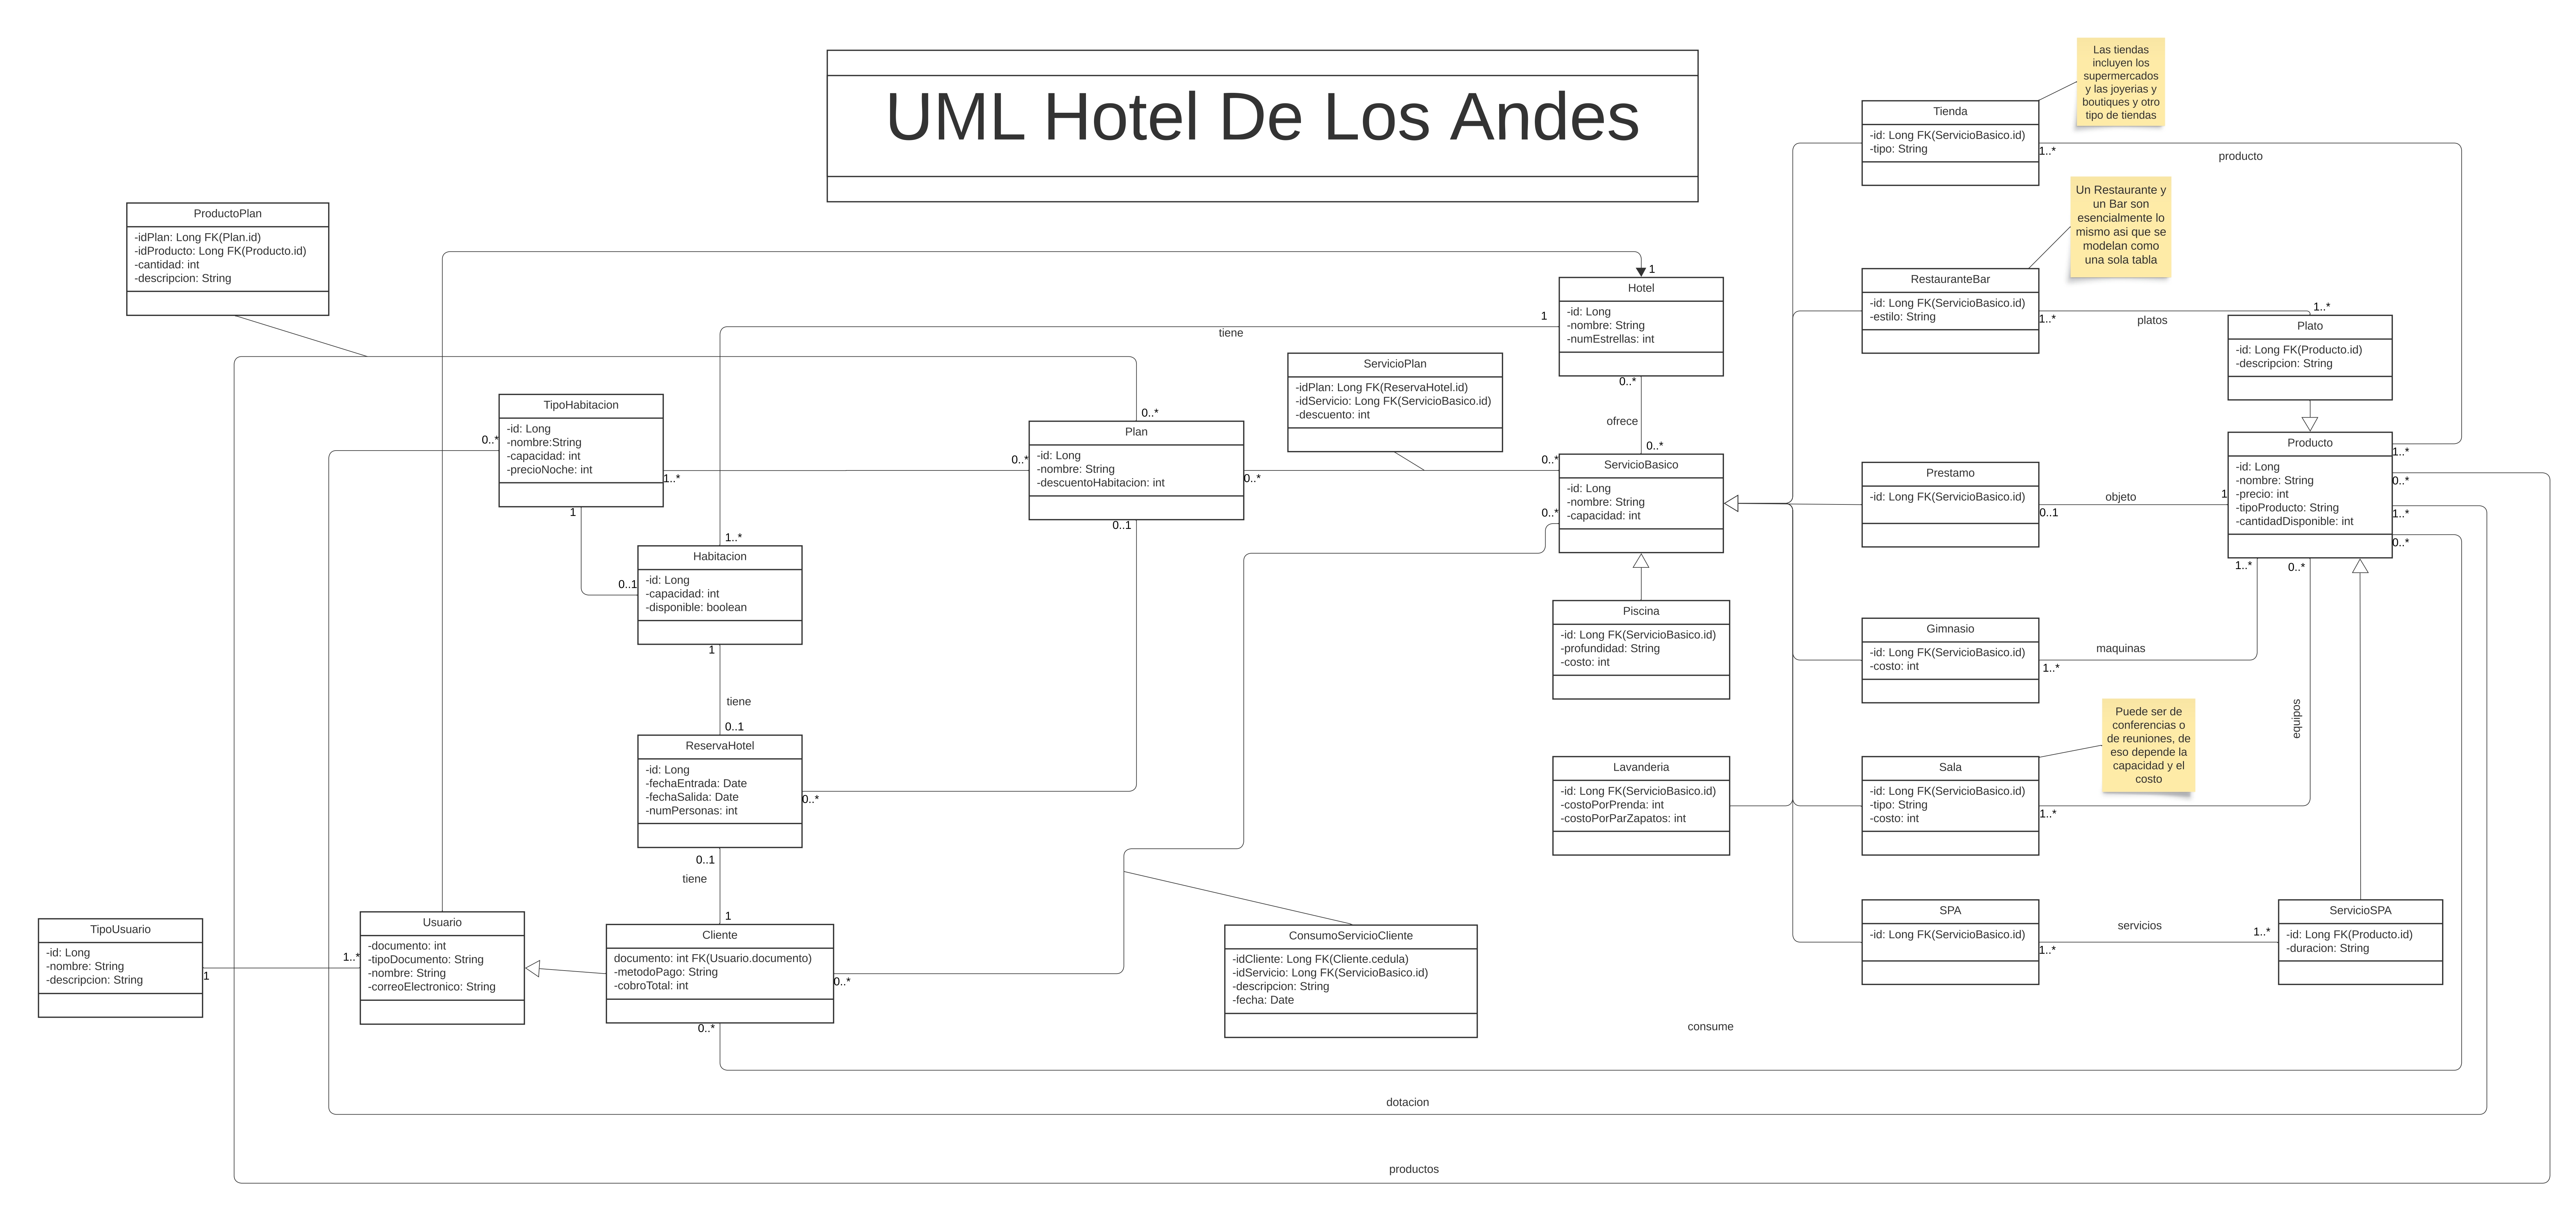 UML Hotel De Los Andes
Las tiendas
incluyen los
supermercados
y las joyerias y
boutiques y otro
tipo de tiendas
Tienda
-id: Long FK(ServicioBasico.id)
-tipo: String
1..*
producto
Un Restaurante y
un Bar son
esencialmente lo
mismo asi que se
modelan como
una sola tabla
ProductoPlan
-idPlan: Long FK(Plan.id)
-idProducto: Long FK(Producto.id)
-cantidad: int
-descripcion: String
1
Hotel
-id: Long
-nombre: String
-numEstrellas: int
0..*
1
tiene
ofrece
0..*
RestauranteBar
-id: Long FK(ServicioBasico.id)
-estilo: String
1..*
platos
1..*
Plato
-id: Long FK(Producto.id)
-descripcion: String
ServicioPlan
-idPlan: Long FK(ReservaHotel.id)
-idServicio: Long FK(ServicioBasico.id)
-descuento: int
TipoHabitacion
-id: Long
-nombre:String
-capacidad: int
-precioNoche: int
0..*
1..*
1
0..*
Plan
-id: Long
-nombre: String
-descuentoHabitacion: int
0..*
0..*
0..1
0..*
0..*
ServicioBasico
-id: Long
-nombre: String
-capacidad: int
Prestamo
-id: Long FK(ServicioBasico.id)
0..1
objeto
1
Producto
-id: Long
-nombre: String
-precio: int
-tipoProducto: String
-cantidadDisponible: int
1..*
0..*
1..*
0..*
1..*
0..*
1..*
0..1
Habitacion
-id: Long
-capacidad: int
-disponible: boolean
1
tiene
0..1
Piscina
-id: Long FK(ServicioBasico.id)
-profundidad: String
-costo: int
Gimnasio
-id: Long FK(ServicioBasico.id)
-costo: int
maquinas
1..*
equipos
Puede ser de
conferencias o
de reuniones, de
eso depende la
capacidad y el
costo
ReservaHotel
-id: Long
-fechaEntrada: Date
-fechaSalida: Date
-numPersonas: int
0..*
0..1
tiene
1
Lavanderia
-id: Long FK(ServicioBasico.id)
-costoPorPrenda: int
-costoPorParZapatos: int
Sala
-id: Long FK(ServicioBasico.id)
-tipo: String
-costo: int
1..*
TipoUsuario
-id: Long
-nombre: String
-descripcion: String
1
1..*
Usuario
-documento: int
-tipoDocumento: String
-nombre: String
-correoElectronico: String
Cliente
documento: int FK(Usuario.documento)
-metodoPago: String
-cobroTotal: int
0..*
0..*
ConsumoServicioCliente
-idCliente: Long FK(Cliente.cedula)
-idServicio: Long FK(ServicioBasico.id)
-descripcion: String
-fecha: Date
SPA
-id: Long FK(ServicioBasico.id)
1..*
servicios
1..*
ServicioSPA
-id: Long FK(Producto.id)
-duracion: String
consume
dotacion
productos